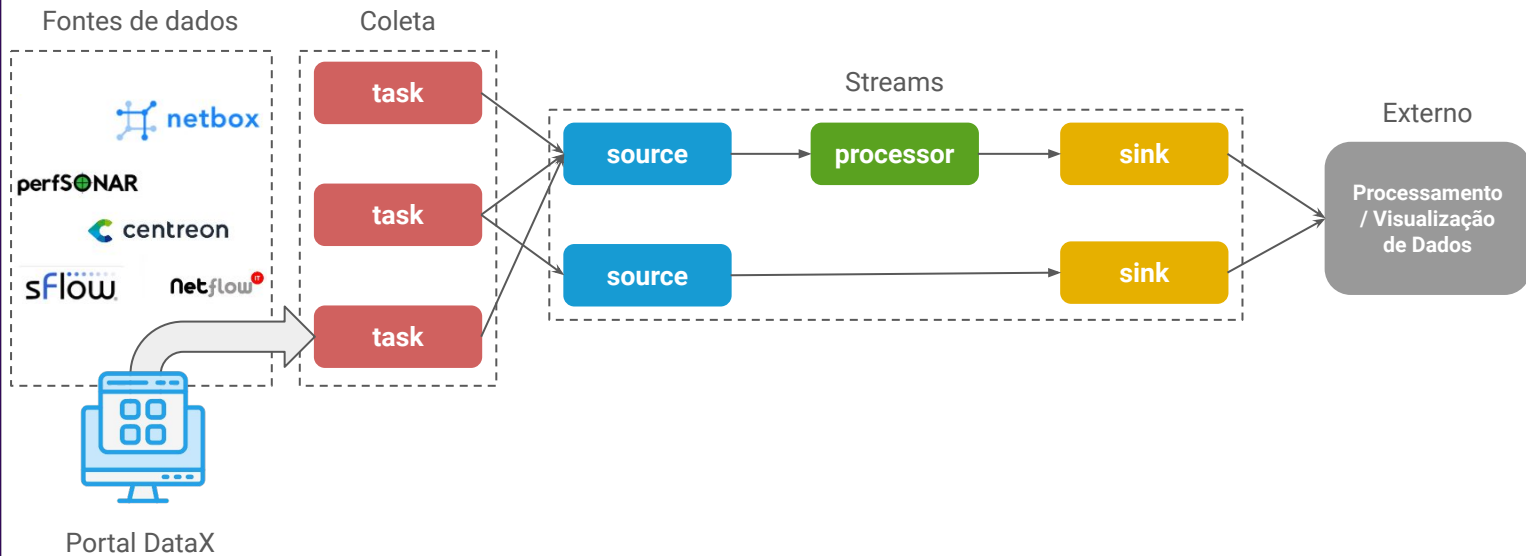 Fontes de dados
Coleta
Streams
Externo
netbox
perfSONAR
centreon
sFlow
netflow
IT
task
task
task
source
processor
sink
source
sink
Processamento
/ Visualização
de Dados
Portal DataX